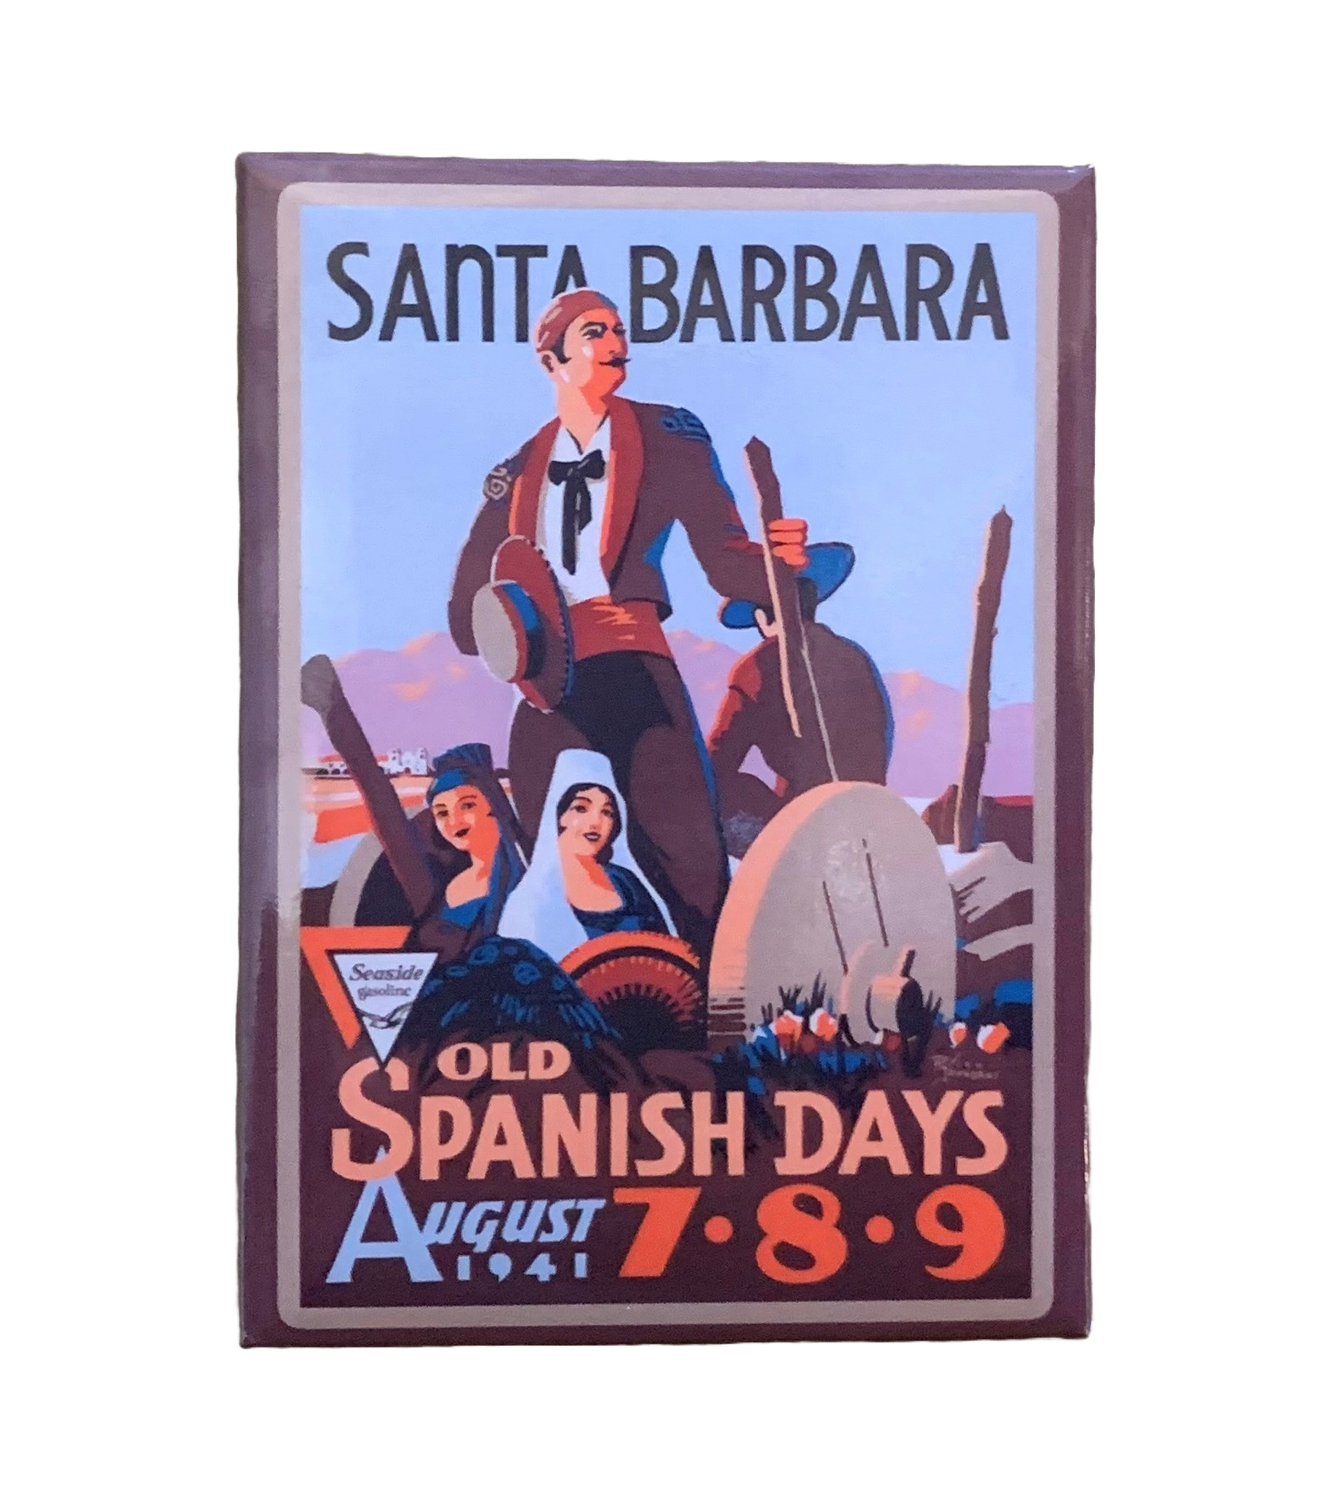 SANTA BARBARA
Seaside
gasoline
OLD
SPANISH DAYS
AUGUST 7·8·9
1941